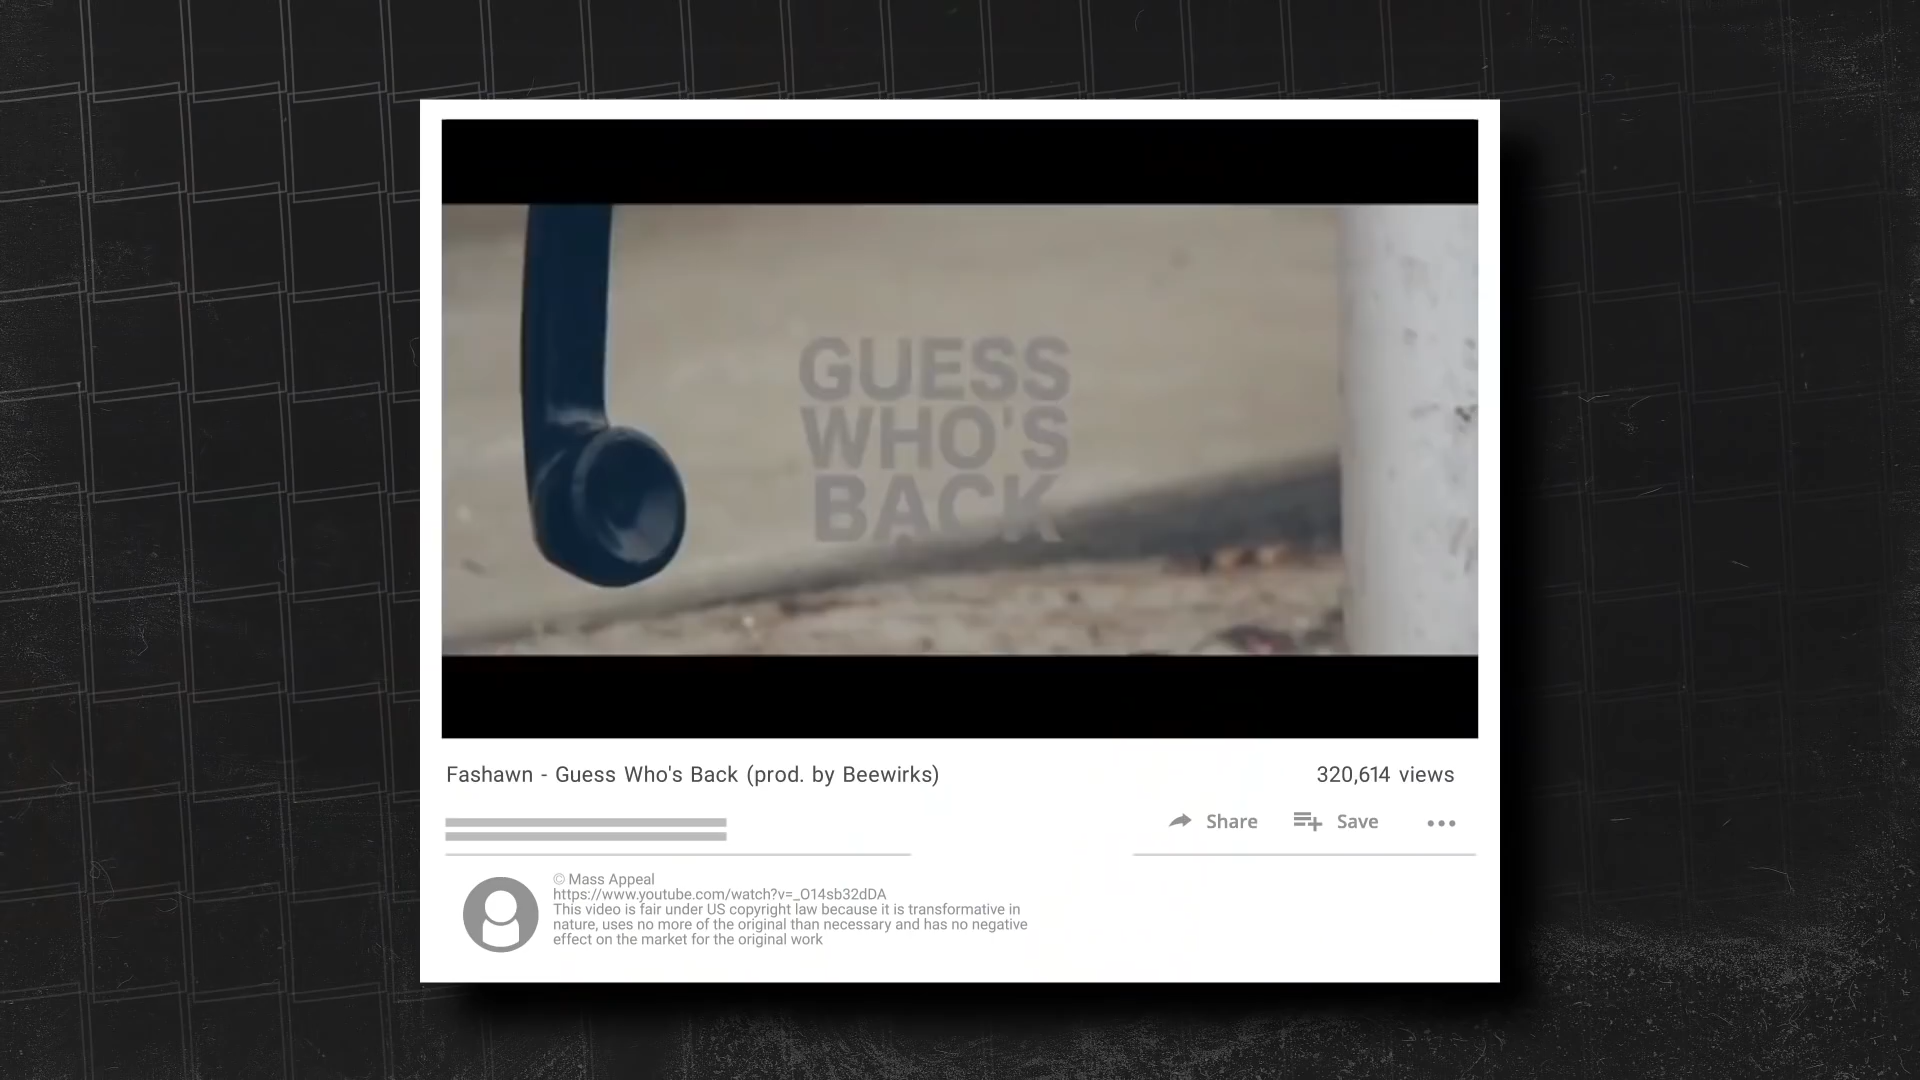 GUESS
WHO'S
BACK
Fashawn - Guess Who's Back (prod. by Beewirks)
320,614 views
Share
Save
© Mass Appeal
https://www.youtube.com/watch?v=_O14sb32dDA
This video is fair under US copyright law because it is transformative in
nature, uses no more of the original than necessary and has no negative
effect on the market for the original work